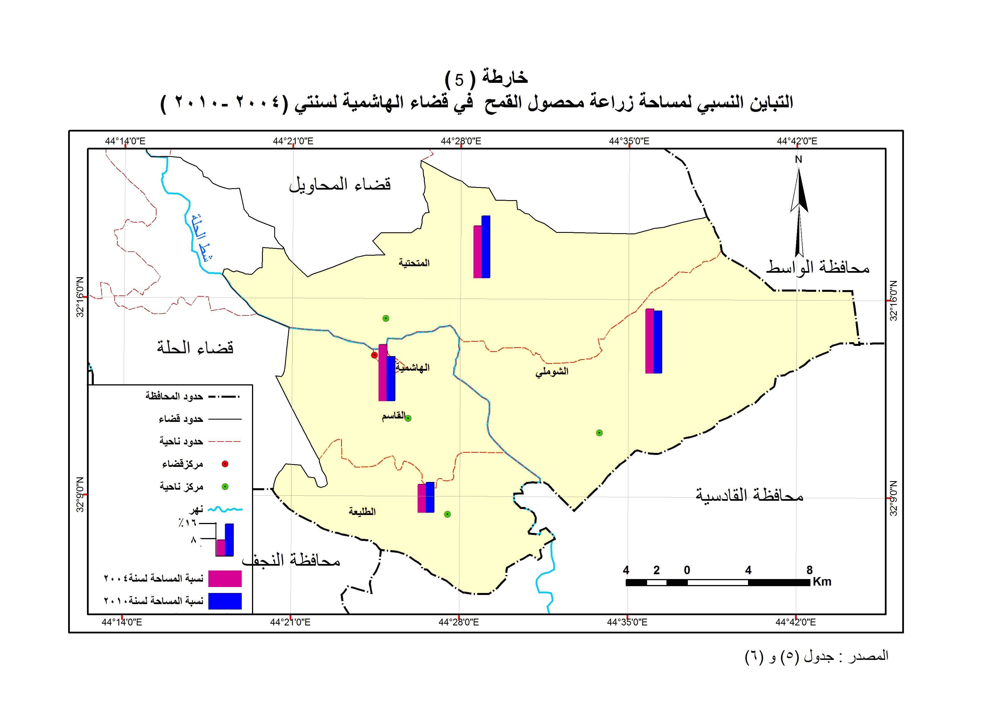 خارطة ( 5 )
التباين النسبي لمساحة زراعة محصول القمح في قضاء الهاشمية لسنتي ( ٢٠٠٤ - ٢٠١٠ )
44°14'0"E 44°21'0"E 44°28'0"E 44°35'0"E 44°42'0"E
N
قضاء المحاويل
شط الحلة
المتحتية
محافظة الواسط
32°16'0"N
32°16'0"N
قضاء الحلة
الهاشمية
الشوملي
القاسم
حدود المحافظة
حدود قضاء
حدود ناحية
مركزقضاء
مركز ناحية
نهر
٪١٦
٨
نسبة المساحة لسنة٢٠٠٤
نسبة المساحة لسنة٢٠١٠
32°9'0"N
32°9'0"N
محافظة القادسية
الطليعة
محافظة النجف
4 2 0 4 8
Km
44°14'0"E 44°21'0"E 44°28'0"E 44°35'0"E 44°42'0"E
المصدر : جدول (٥) و (٦)